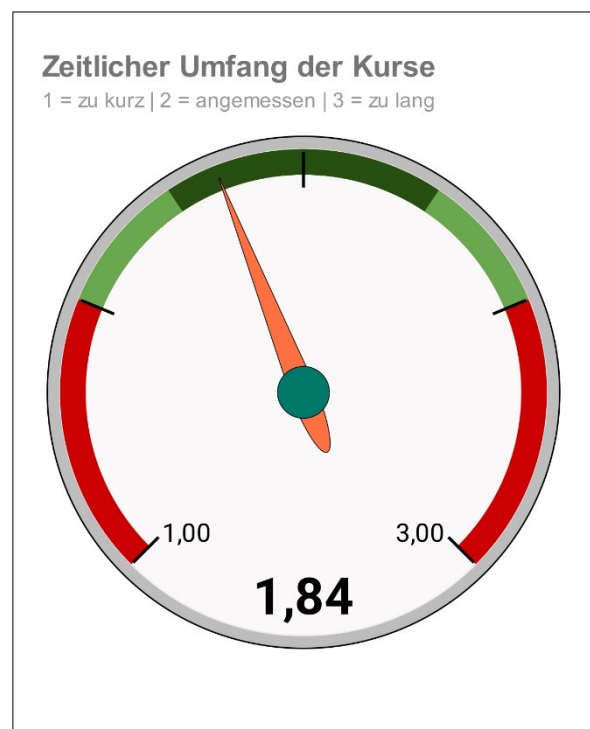 Zeitlicher Umfang der Kurse
1 = zu kurz | 2 = angemessen | 3 = zu lang
1,00
3,00
1,84